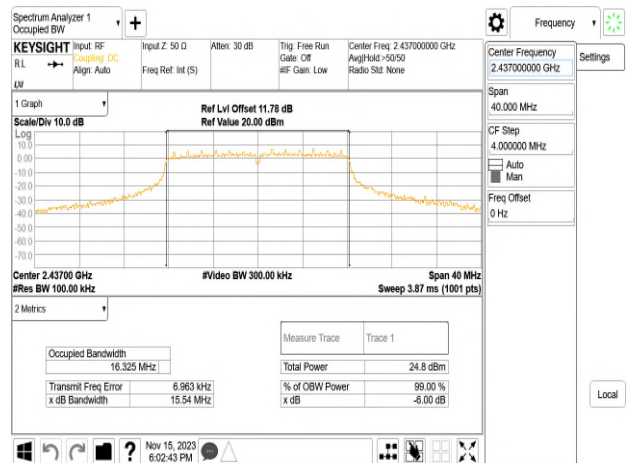 Spectrum Analyzer 1
Occupied BW
Frequency
KEYSIGHT
Input: RF
Input Z: 50 Ω
Atten: 30 dB
Trig: Free Run
Center Freq: 2.437000000 GHz
RL
Coupling: DC
Gate: Off
Avg|Hold:>50/50
Align: Auto
Freq Ref: Int (S)
#IF Gain: Low
Radio Std: None
LXI
Center Frequency
2.437000000 GHz
Settings
Span
40.000 MHz
CF Step
4.000000 MHz
Auto
Man
Freq Offset
0 Hz
1 Graph
Ref Lvl Offset 11.78 dB
Scale/Div 10.0 dB
Ref Value 20.00 dBm
Log
10.0
0.00
-10.0
-20.0
-30.0
-40.0
-50.0
-60.0
-70.0
Center 2.43700 GHz
#Video BW 300.00 kHz
Span 40 MHz
#Res BW 100.00 kHz
Sweep 3.87 ms (1001 pts)
2 Metrics
Measure Trace
Trace 1
Occupied Bandwidth
16.325 MHz
Total Power
24.8 dBm
Transmit Freq Error
6.963 kHz
% of OBW Power
99.00 %
x dB Bandwidth
15.54 MHz
x dB
-6.00 dB
Local
?
Nov 15, 2023
6:02:43 PM